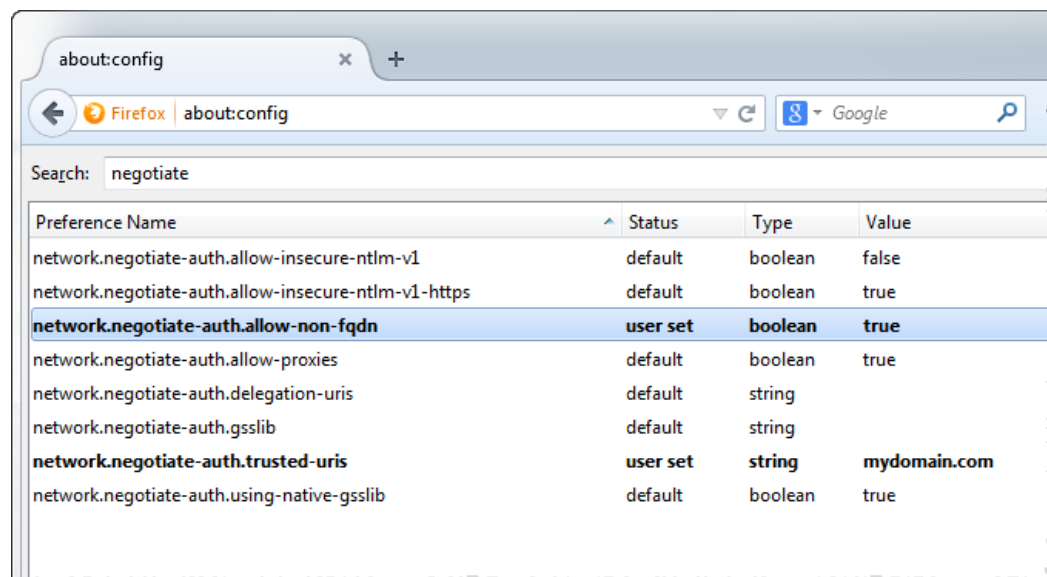 about:config
Firefox about:config Google
Search: negotiate
Preference Name Status Type Value
network.negotiate-auth.allow-insecure-ntlm-v1 default boolean false
network.negotiate-auth.allow-insecure-ntlm-v1-https default boolean true
network.negotiate-auth.allow-non-fqdn user set boolean true
network.negotiate-auth.allow-proxies default boolean true
network.negotiate-auth.delegation-uris default string
network.negotiate-auth.gsslib default string
network.negotiate-auth.trusted-uris user set string mydomain.com
network.negotiate-auth.using-native-gsslib default boolean true